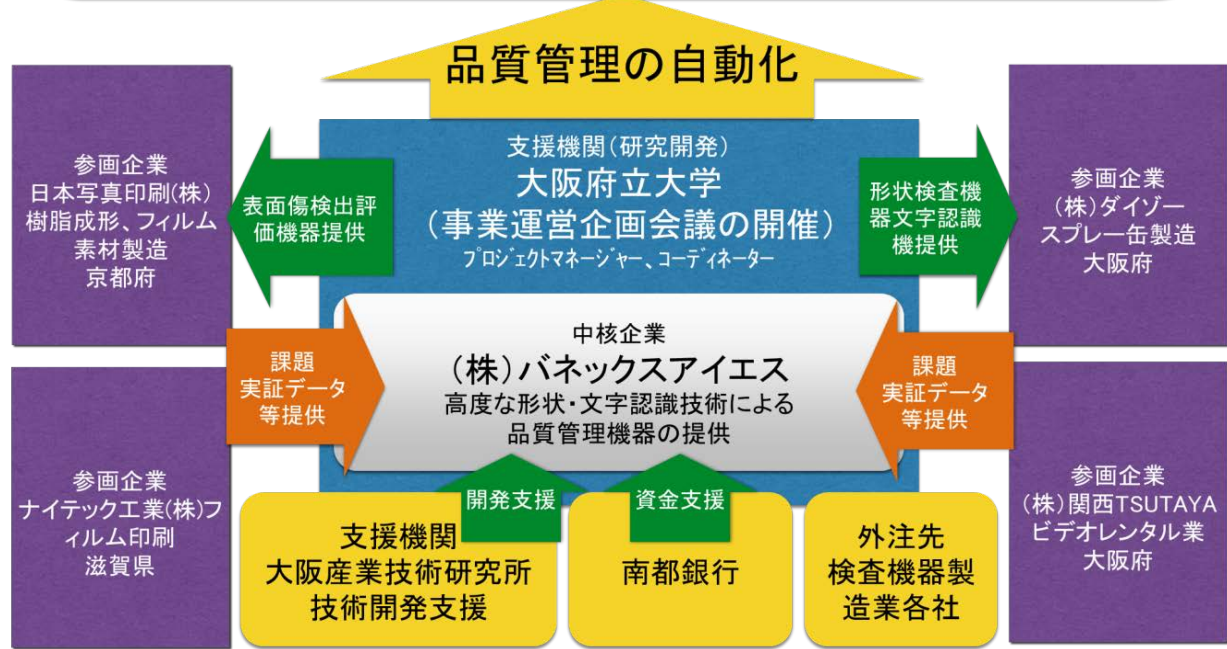 品質管理の自動化
参画企業
日本写真印刷(株)
樹脂成形、フィルム
素材製造
京都府
表面傷検出評
価機器提供
支援機関(研究開発)
大阪府立大学
(事業運営企画会議の開催)
プロジェクトマネージャー、コーディネーター
形状検査機
器文字認識
機提供
参画企業
(株)ダイゾー
スプレー缶製造
大阪府
課題
実証データ
等提供
中核企業
(株)バネックスアイエス
高度な形状・文字認識技術による
品質管理機器の提供
課題
実証データ
等提供
参画企業
ナイテック工業(株)フ
ィルム印刷
滋賀県
開発支援
資金支援
支援機関
大阪産業技術研究所
技術開発支援
南都銀行
外注先
検査機器製
造業各社
参画企業
(株)関西TSUTAYA
ビデオレンタル業
大阪府